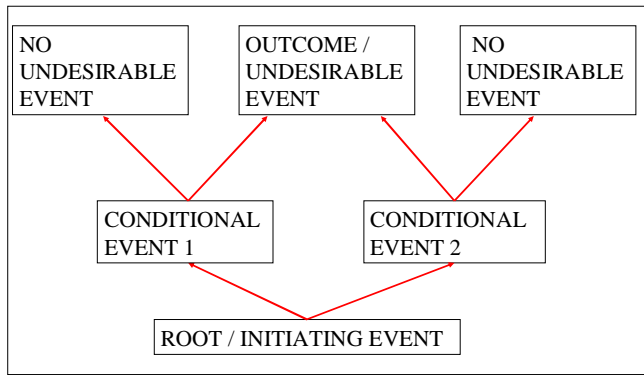 NO
UNDESIRABLE
EVENT
OUTCOME /
UNDESIRABLE
EVENT
NO
UNDESIRABLE
EVENT
CONDITIONAL
EVENT 1
CONDITIONAL
EVENT 2
ROOT / INITIATING EVENT